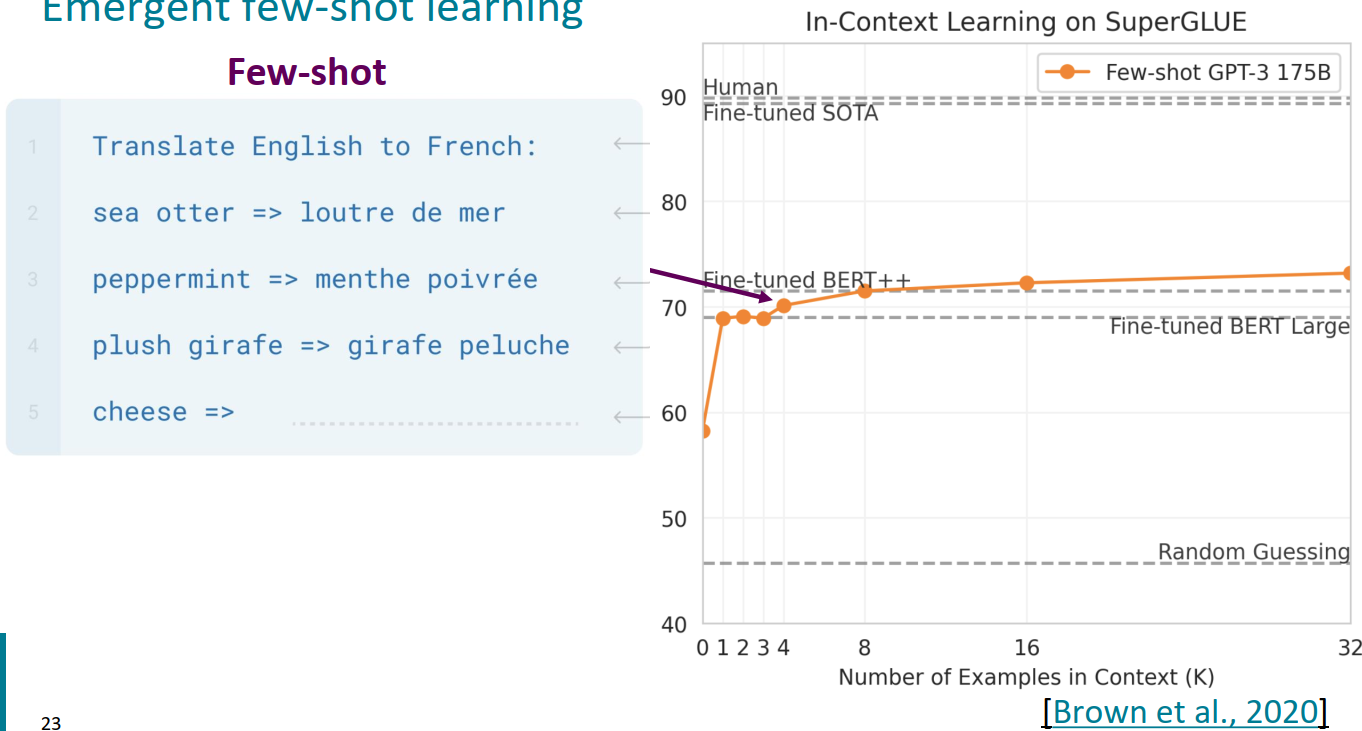 Emergent few-shot learning
Few-shot
1 Translate English to French:
2 sea otter => loutre de mer
3 peppermint => menthe poivrée
4 plush girafe => girafe peluche
5 cheese =>
23
In-Context Learning on SuperGLUE
Few-shot GPT-3 175B
Human
Fine-tuned SOTA
Fine-tuned BERT++
Fine-tuned BERT Large
Random Guessing
90
80
70
60
50
40
0 1 2 3 4 8 16 32
Number of Examples in Context (K)
[Brown et al., 2020]